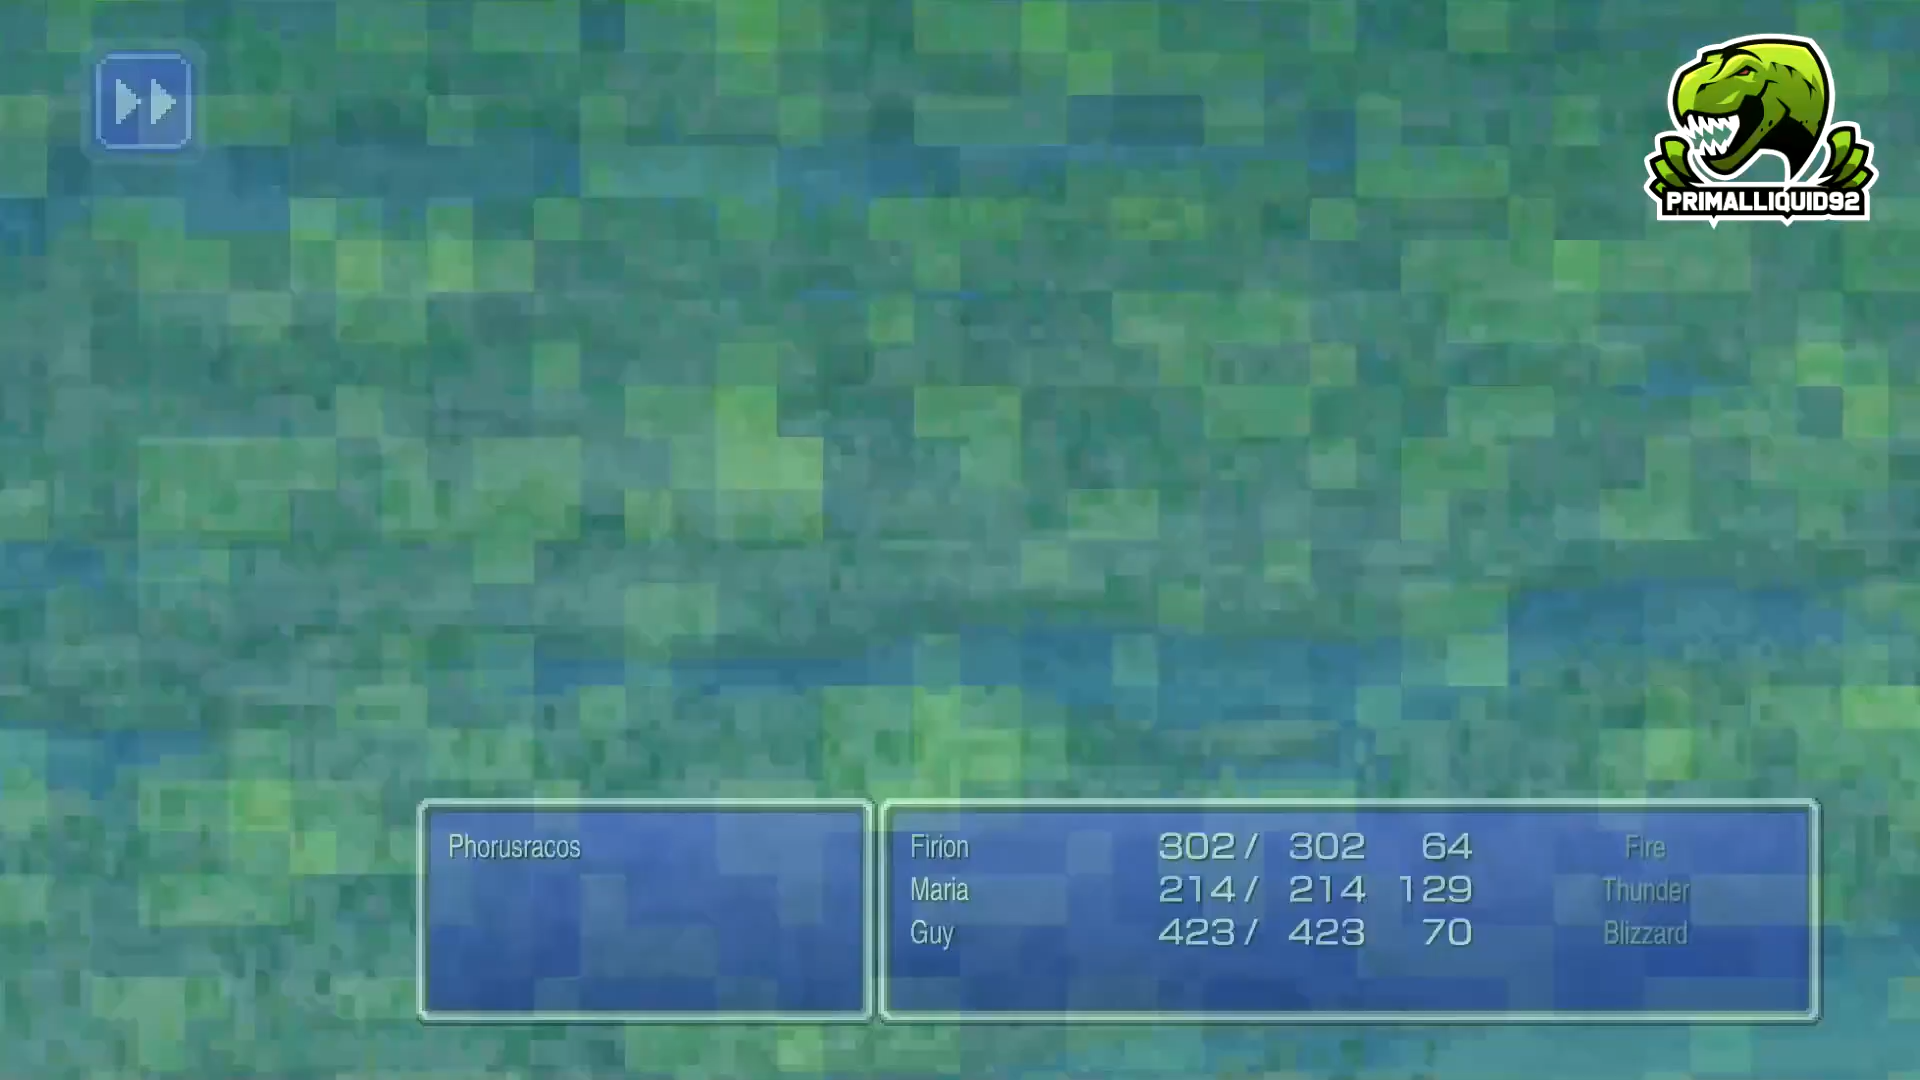 PRIMALLIQUID92
Phorusracos
Firion 302/ 302 64 Fire
Maria 214/ 214 129 Thunder
Guy 423/ 423 70 Blizzard